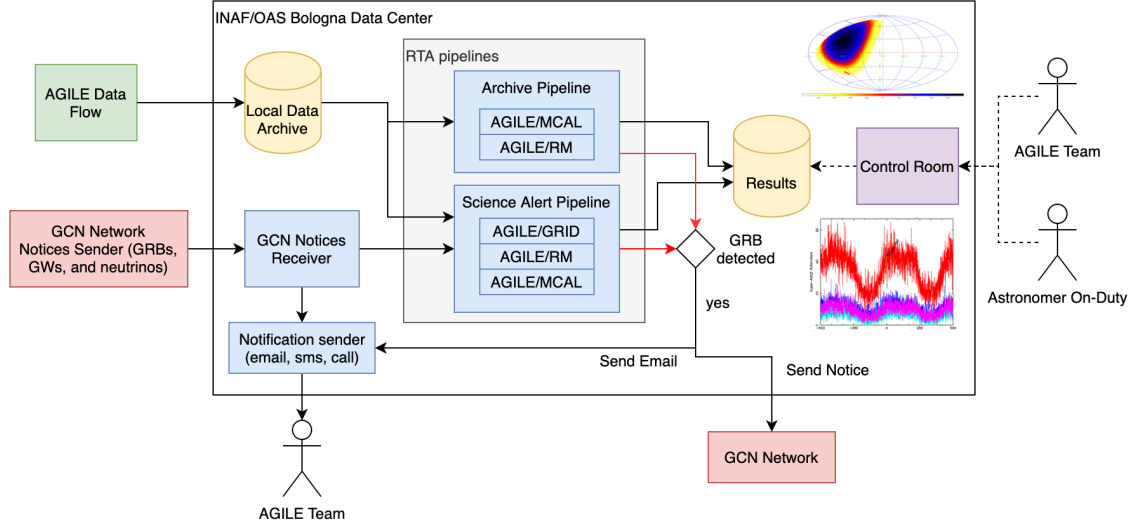 INAF/OAS Bologna Data Center
RTA pipelines
AGILE Data
Flow
Local Data
Archive
Archive Pipeline
AGILE/MCAL
AGILE/RM
Results
Control Room
AGILE Team
GCN Network
Notices Sender (GRBs,
GWs, and neutrinos)
GCN Notices
Receiver
Science Alert Pipeline
AGILE/GRID
AGILE/RM
AGILE/MCAL
GRB
detected
yes
Astronomer On-Duty
Notification sender
(email, sms, call)
Send Email
Send Notice
AGILE Team
GCN Network